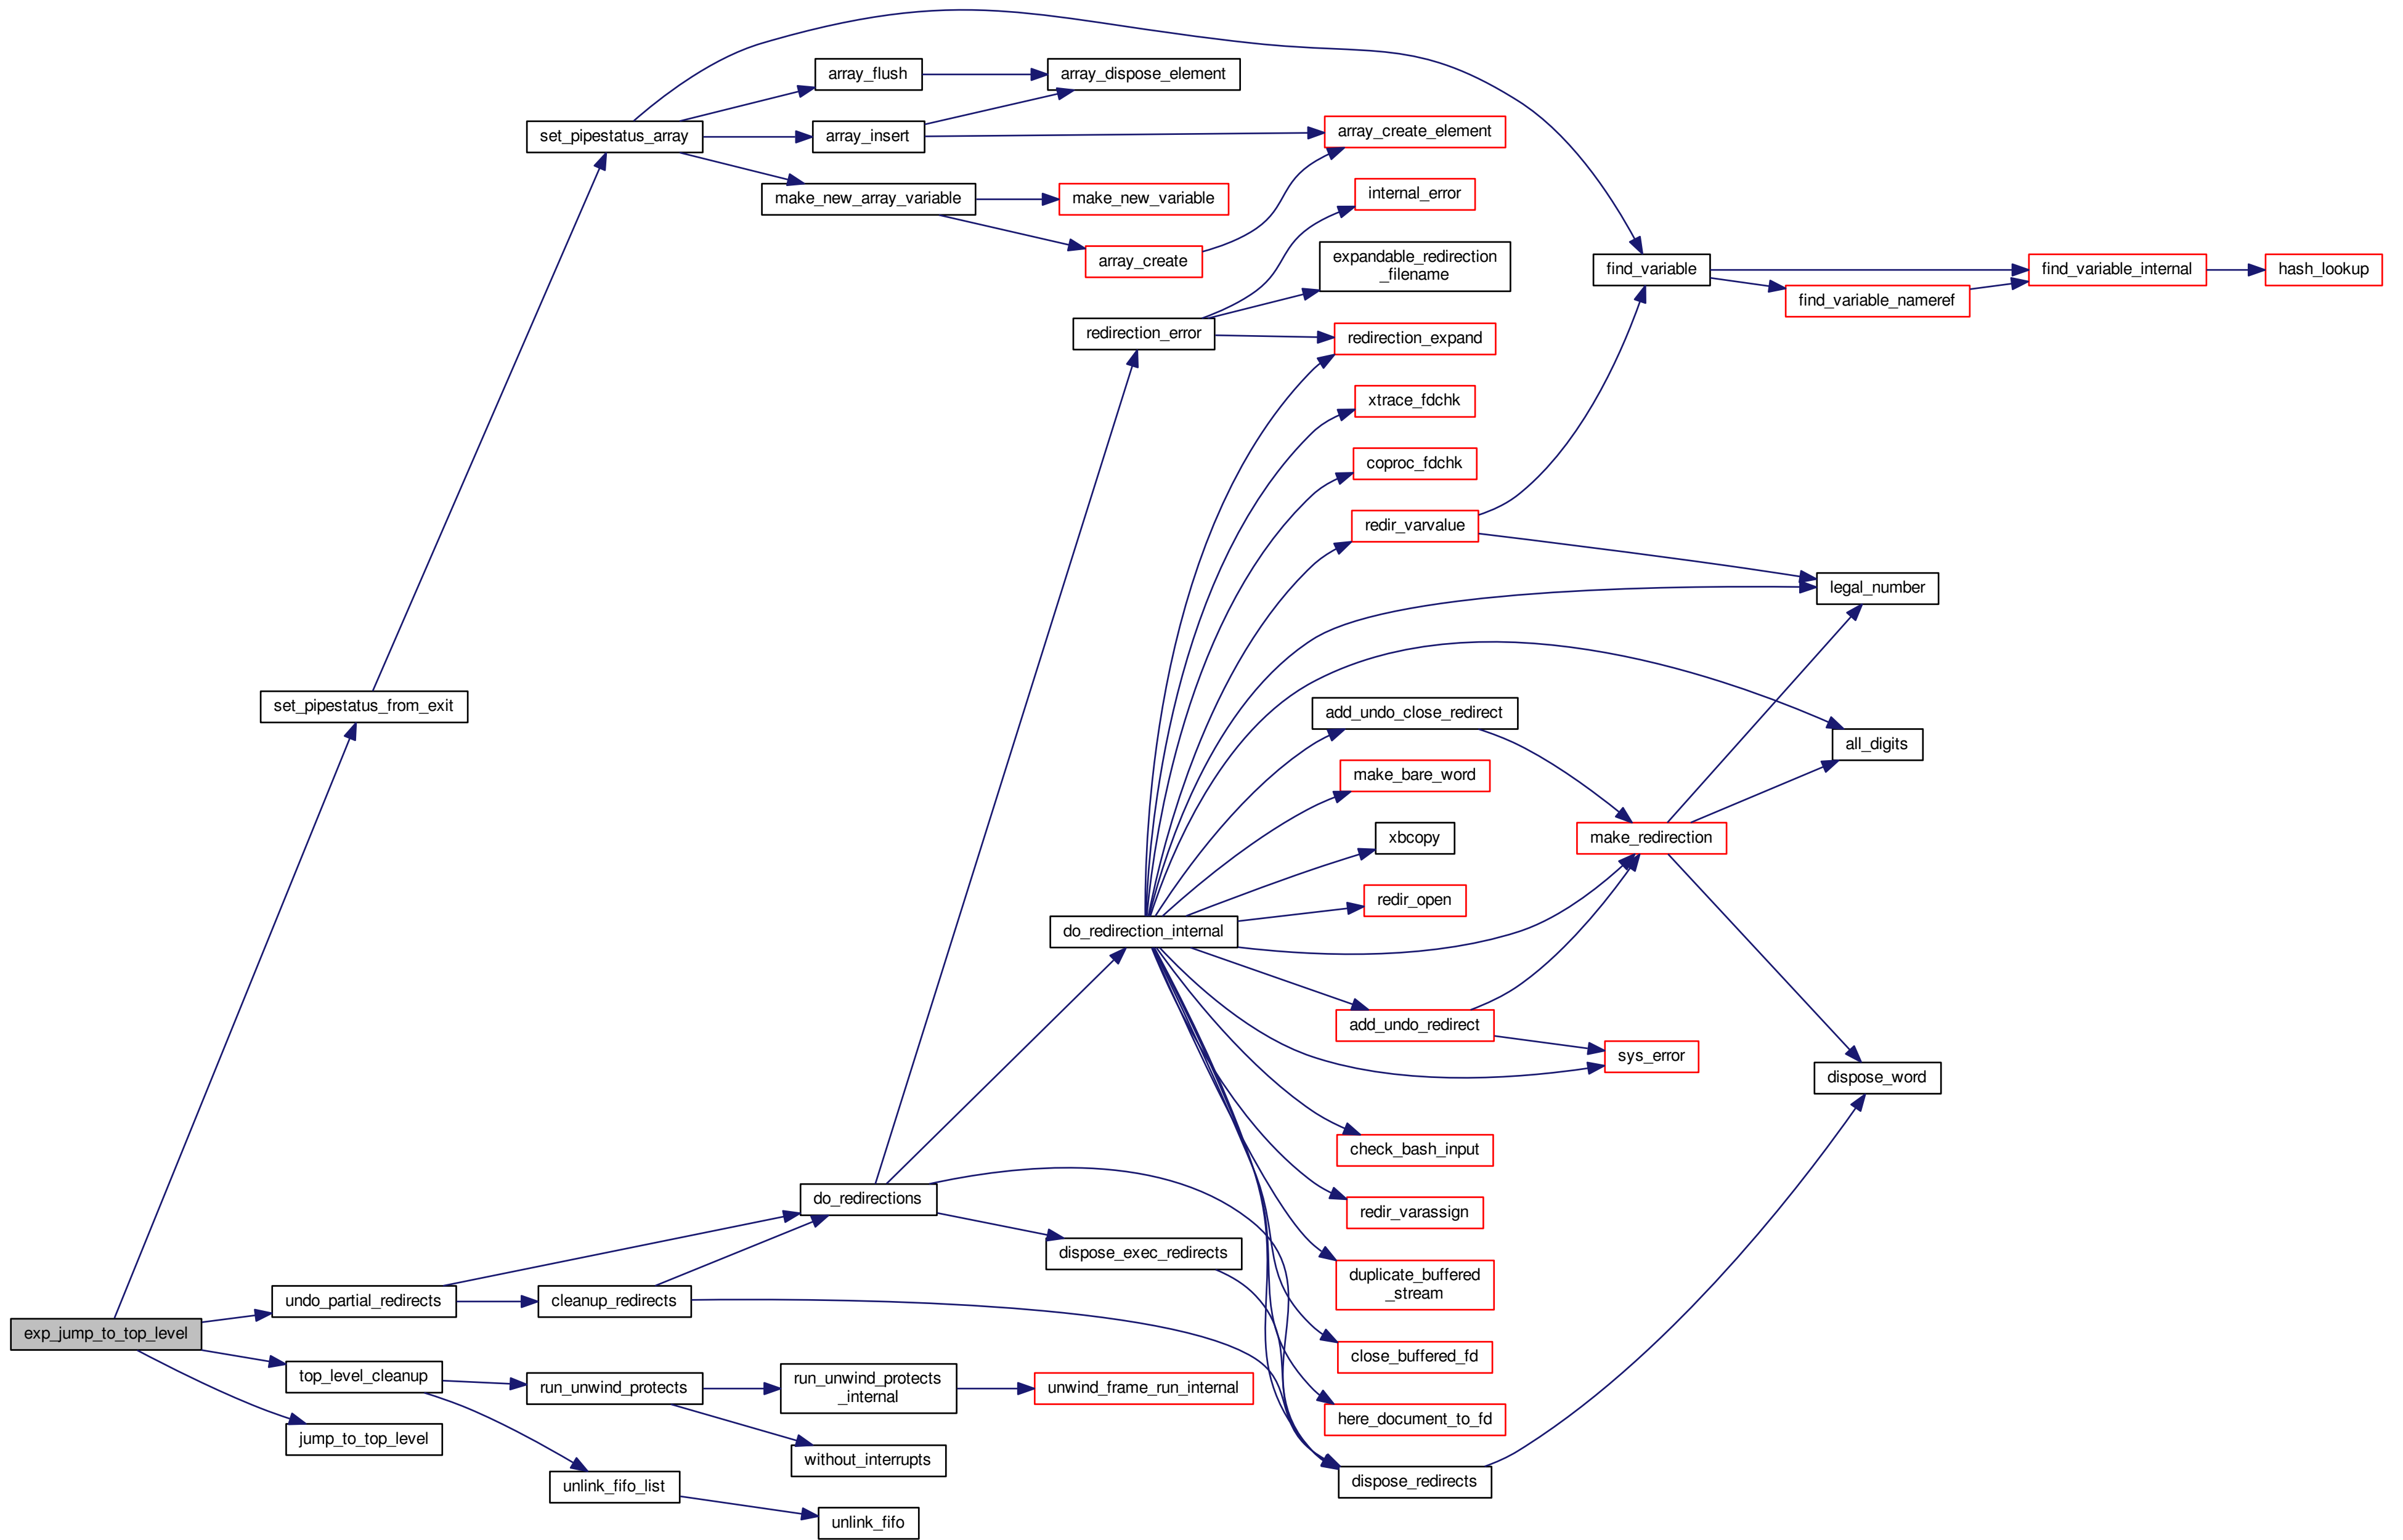 array_flush
array_dispose_element
set_pipestatus_array
array_insert
array_create_element
make_new_array_variable
make_new_variable
internal_error
array_create
expandable_redirection
_filename
find_variable
find_variable_internal
hash_lookup
find_variable_nameref
redirection_error
redirection_expand
xtrace_fdchk
coproc_fdchk
redir_varvalue
legal_number
set_pipestatus_from_exit
add_undo_close_redirect
all_digits
make_bare_word
xbcopy
make_redirection
redir_open
do_redirection_internal
add_undo_redirect
sys_error
dispose_word
check_bash_input
do_redirections
redir_varassign
dispose_exec_redirects
duplicate_buffered
_stream
undo_partial_redirects
cleanup_redirects
exp_jump_to_top_level
close_buffered_fd
top_level_cleanup
run_unwind_protects
run_unwind_protects
_internal
unwind_frame_run_internal
here_document_to_fd
jump_to_top_level
without_interrupts
dispose_redirects
unlink_fifo_list
unlink_fifo